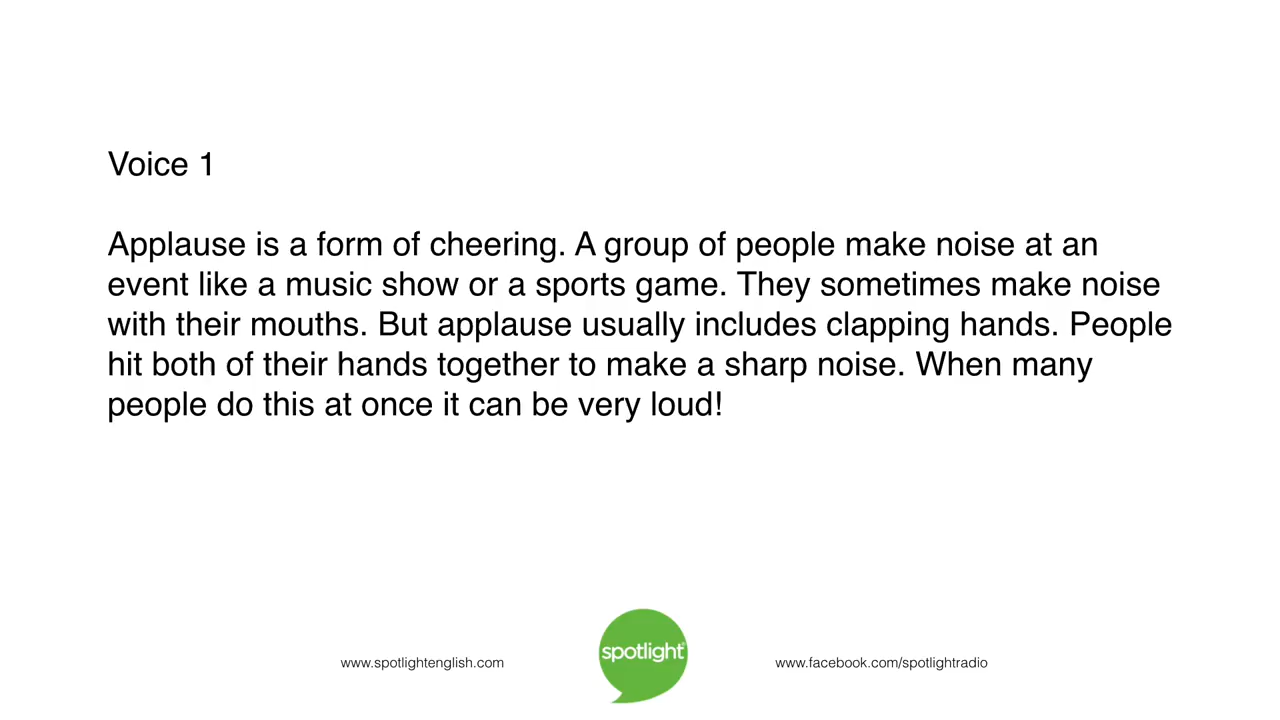 Voice 1
Applause is a form of cheering. A group of people make noise at an
event like a music show or a sports game. They sometimes make noise
with their mouths. But applause usually includes clapping hands. People
hit both of their hands together to make a sharp noise. When many
people do this at once it can be very loud!
www.spotlightenglish.com
spotlight®
www.facebook.com/spotlightradio